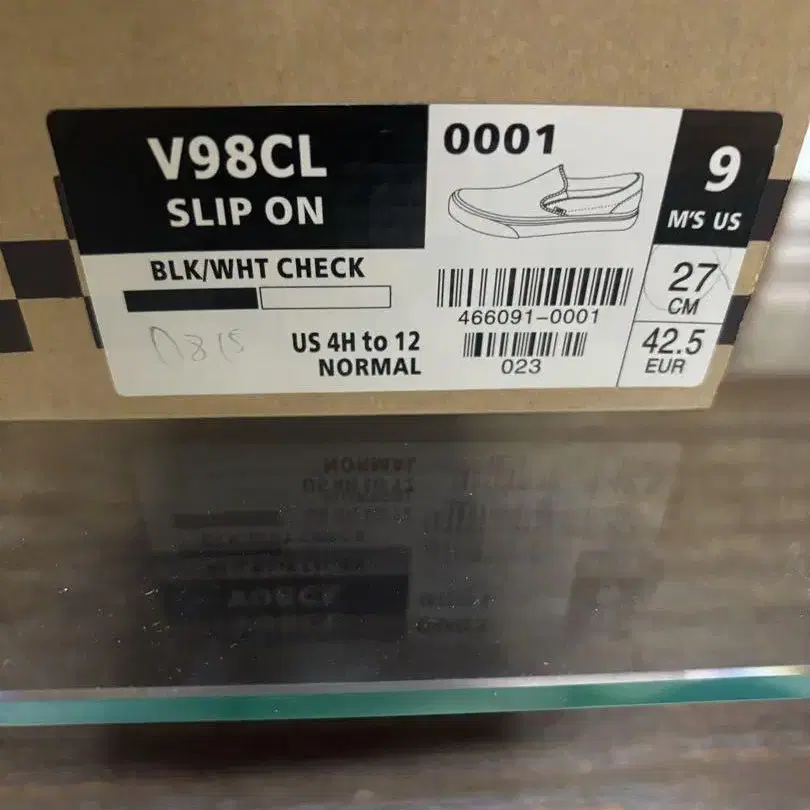 V98CL
SLIP ON
0001
9
M'S US
BLK/WHT CHECK
466091-0001
27
CM
US 4H to 12
NORMAL
023
42.5
EUR